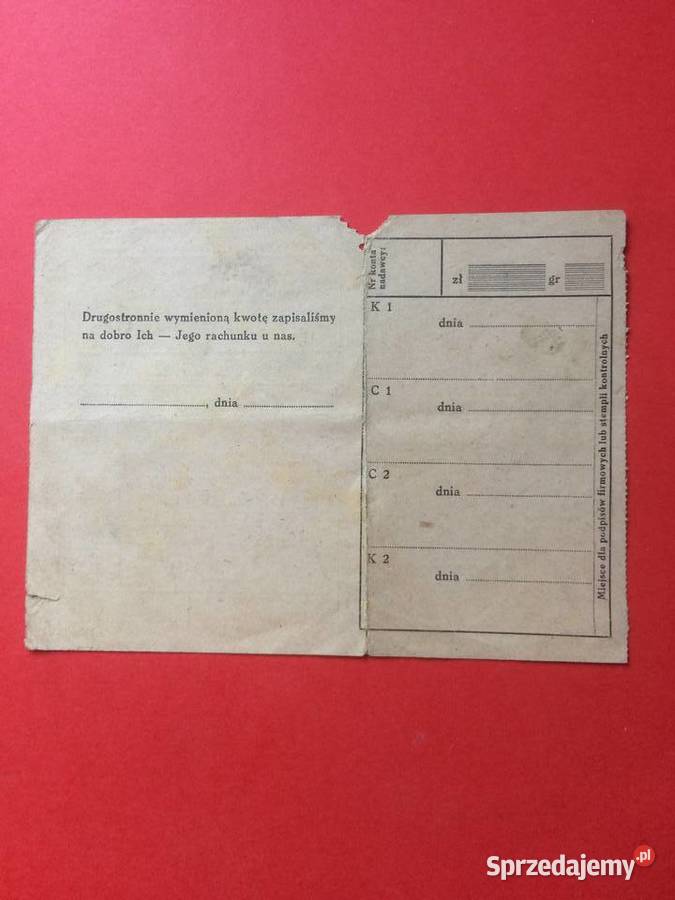 Drugostronnie wymienioną kwotę zapisaliśmy
na dobro Ich — Jego rachunku u nas.
, dnia
Nr konta
nadawcy:
zł gr
K 1
dnia
C 1
dnia
C 2
dnia
K 2
dnia
Miejsce dla podpisów firmowych lub stempli kontrolnych
Sprzedajemy.pl